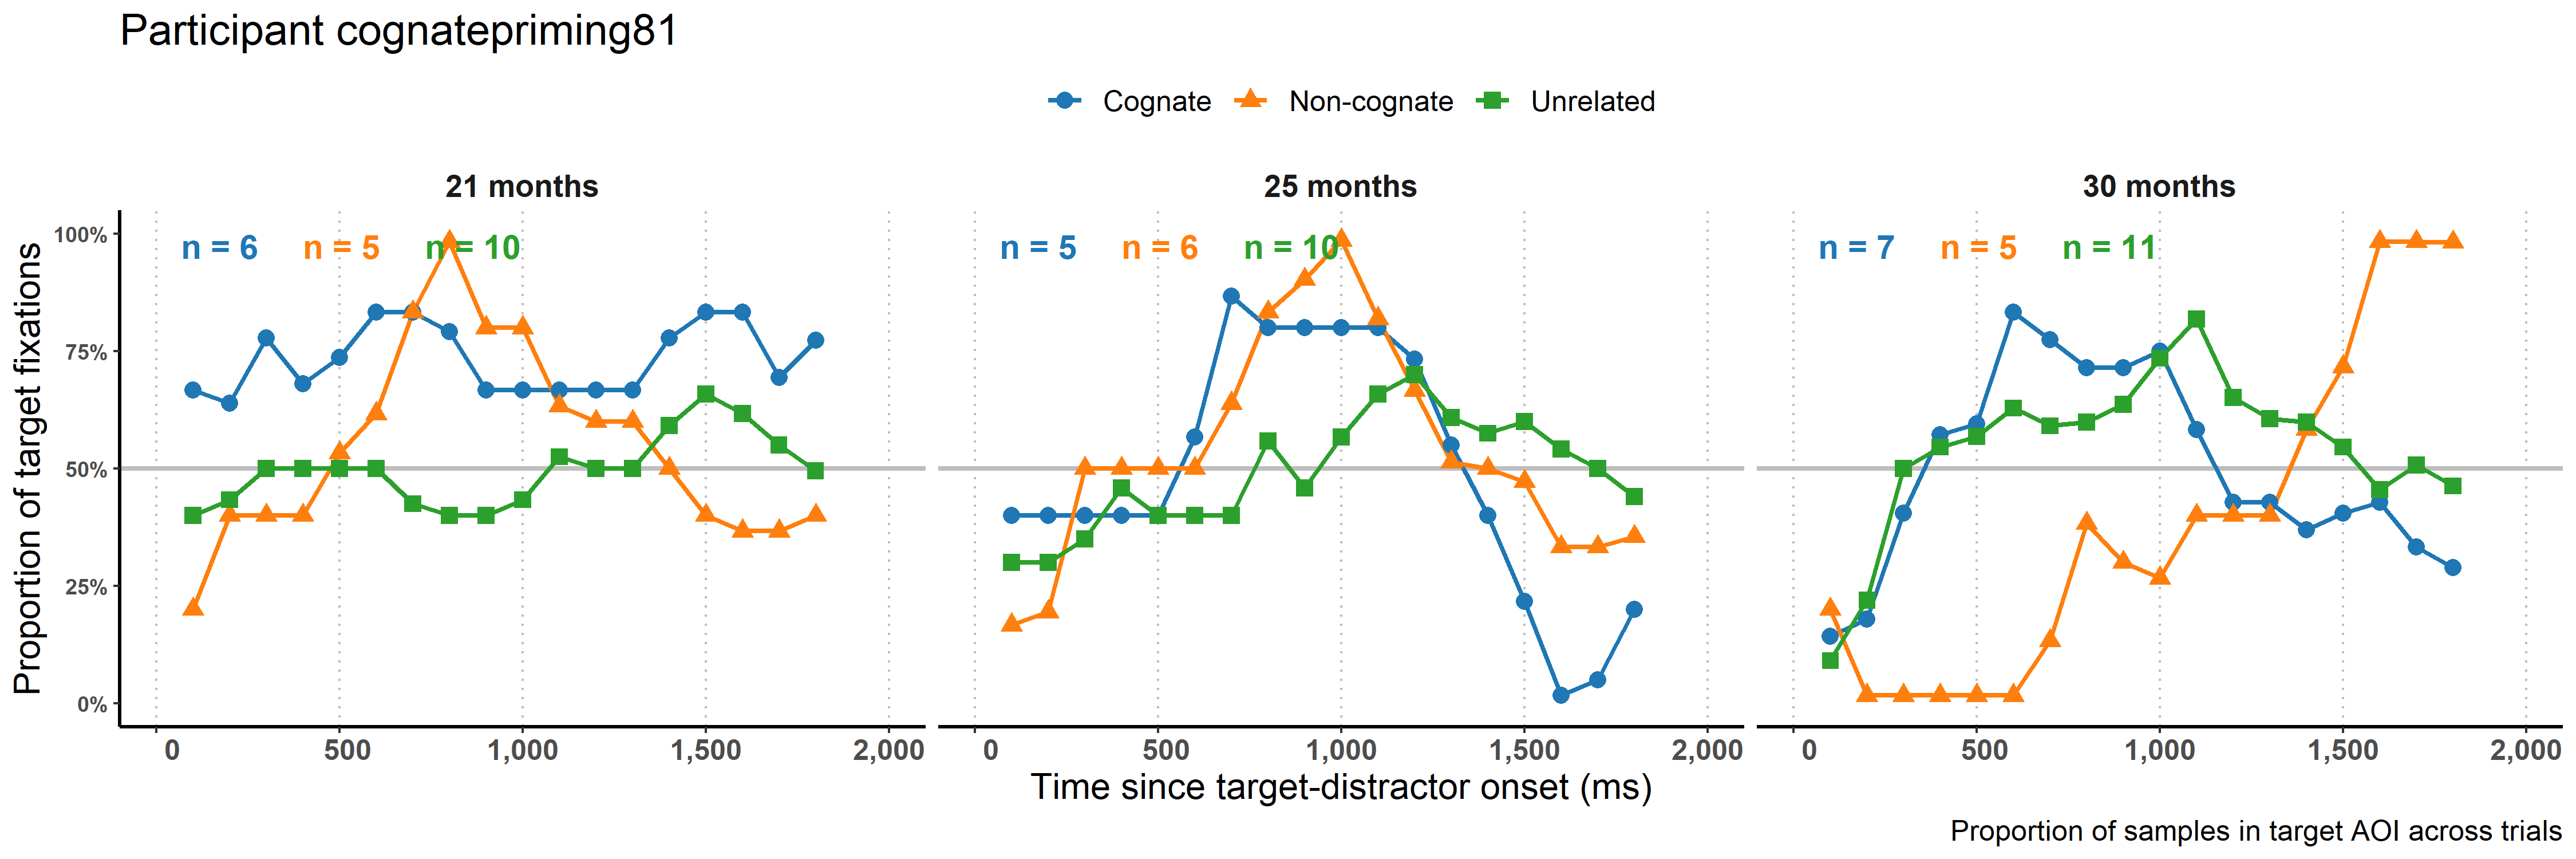 Participant cognatepriming81
Cognate Non-cognate Unrelated
21 months 25 months 30 months
n = 6 n = 5 n = 10 n = 5 n = 6 n = 10 n = 7 n = 5 n = 11
Proportion of target fixations
100%
75%
50%
25%
0%
0 500 1,000 1,500 2,000 0 500 1,000 1,500 2,000 0 500 1,000 1,500 2,000
Time since target-distractor onset (ms)
Proportion of samples in target AOI across trials